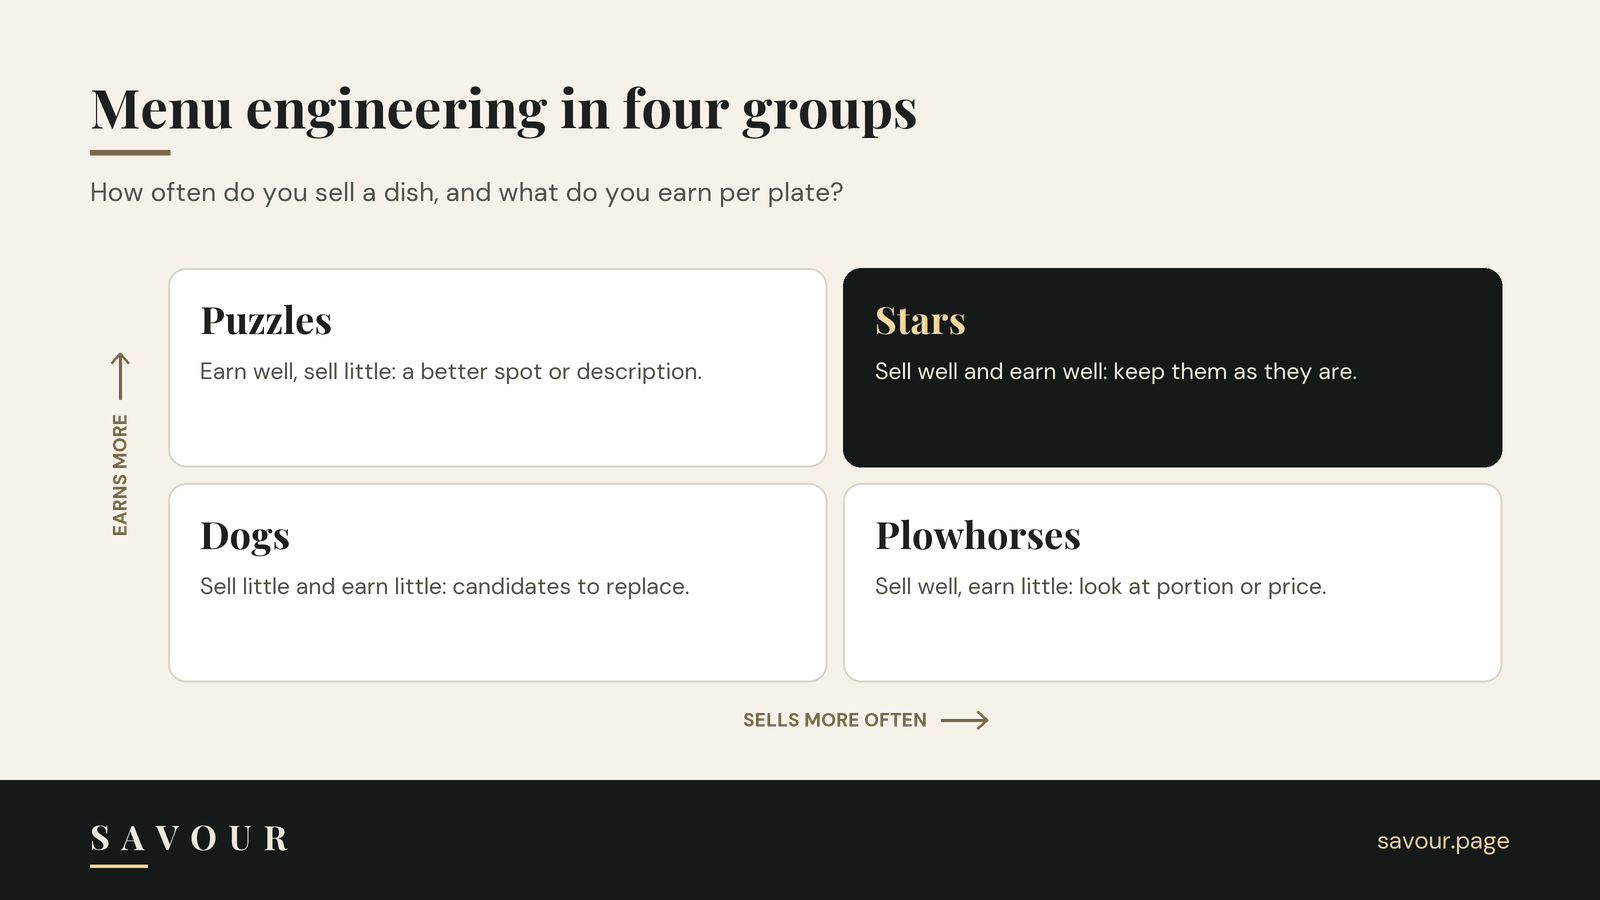 Menu engineering in four groups
How often do you sell a dish, and what do you earn per plate?
Puzzles
Earn well, sell little: a better spot or description.
Stars
Sell well and earn well: keep them as they are.
EARNS MORE
Dogs
Sell little and earn little: candidates to replace.
Plowhorses
Sell well, earn little: look at portion or price.
SELLS MORE OFTEN
SAVOUR
savour.page